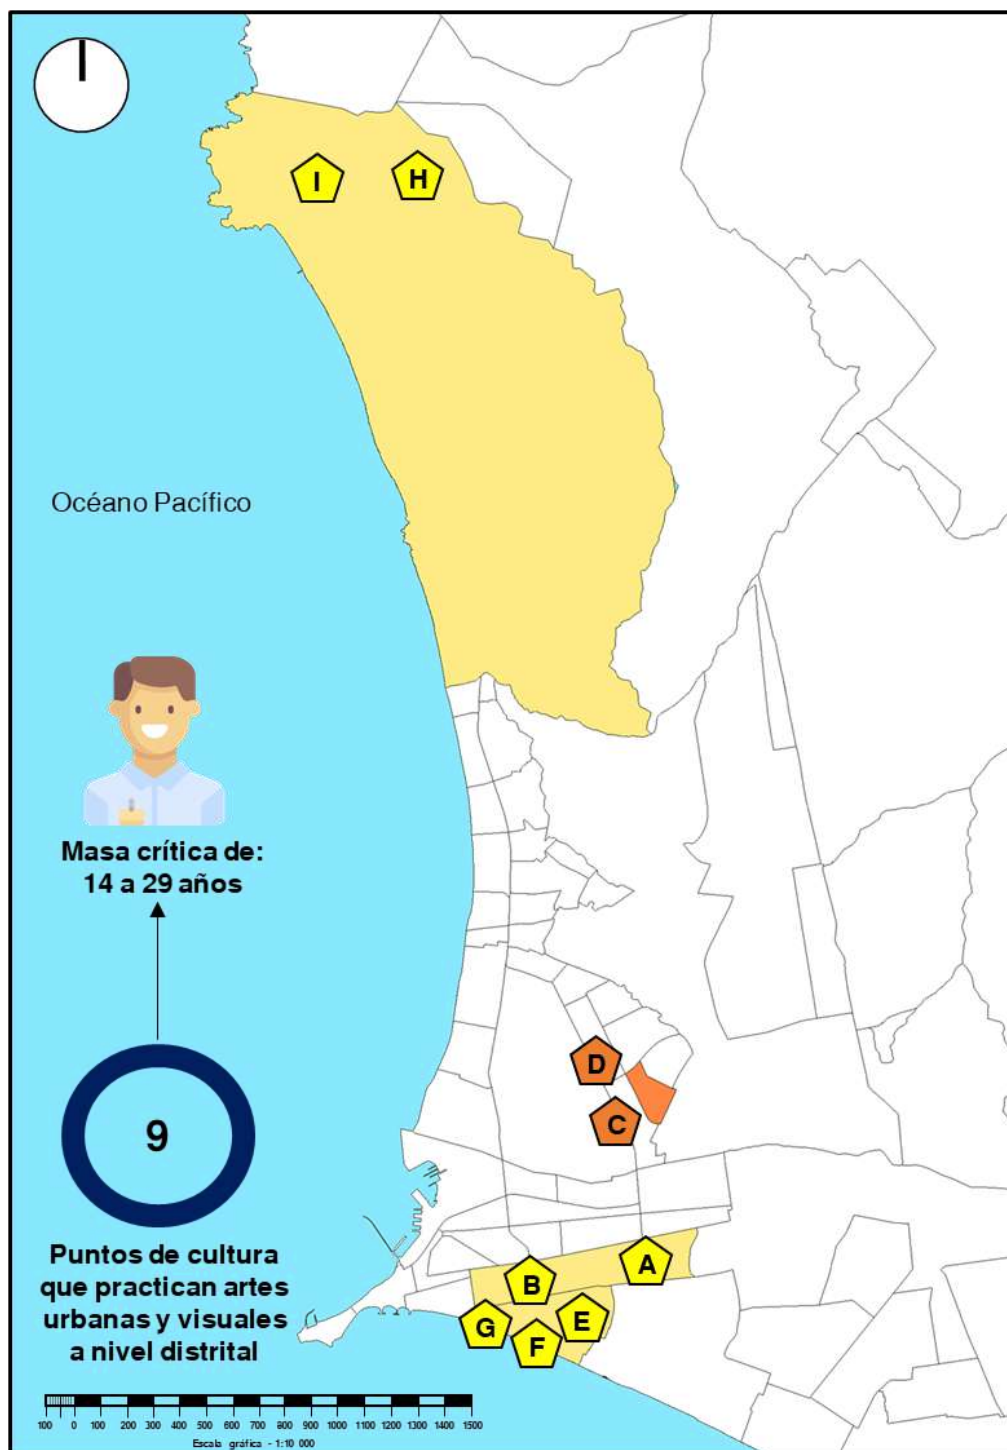 I
H
Océano Pacífico
Masa crítica de:
14 a 29 años
D
C
9
A
B
E
G
F
Puntos de cultura
que practican artes
urbanas y visuales
a nivel distrital
100 0 100 200 300 400 500 600 700 800 900 1000 1100 1200 1300 1400 1500
Escala gráfica - 1:10 000